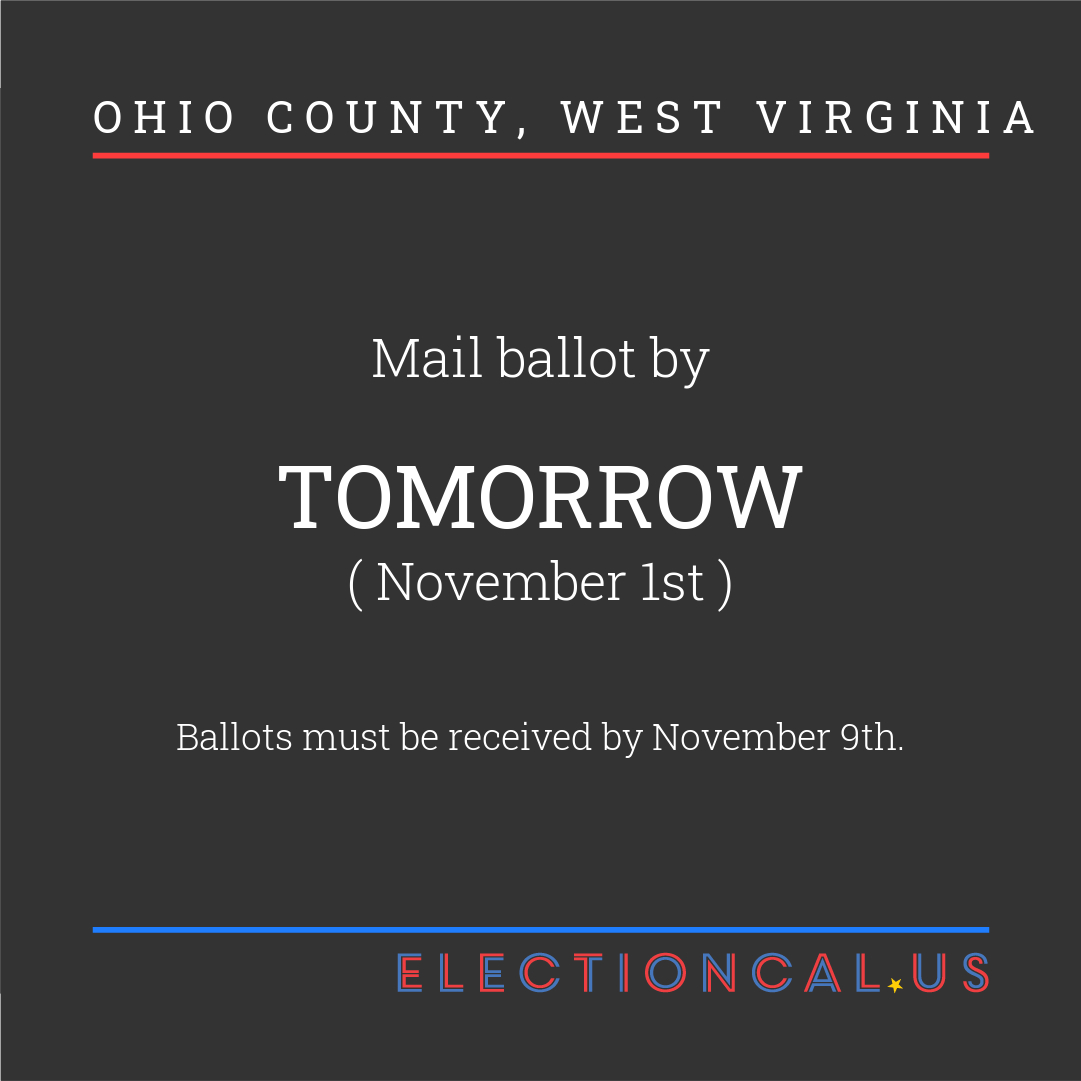 OHIO COUNTY, WEST VIRGINIA
Mail ballot by
TOMORROW
( November 1st )
Ballots must be received by November 9th.
ELECTIONCAL.US